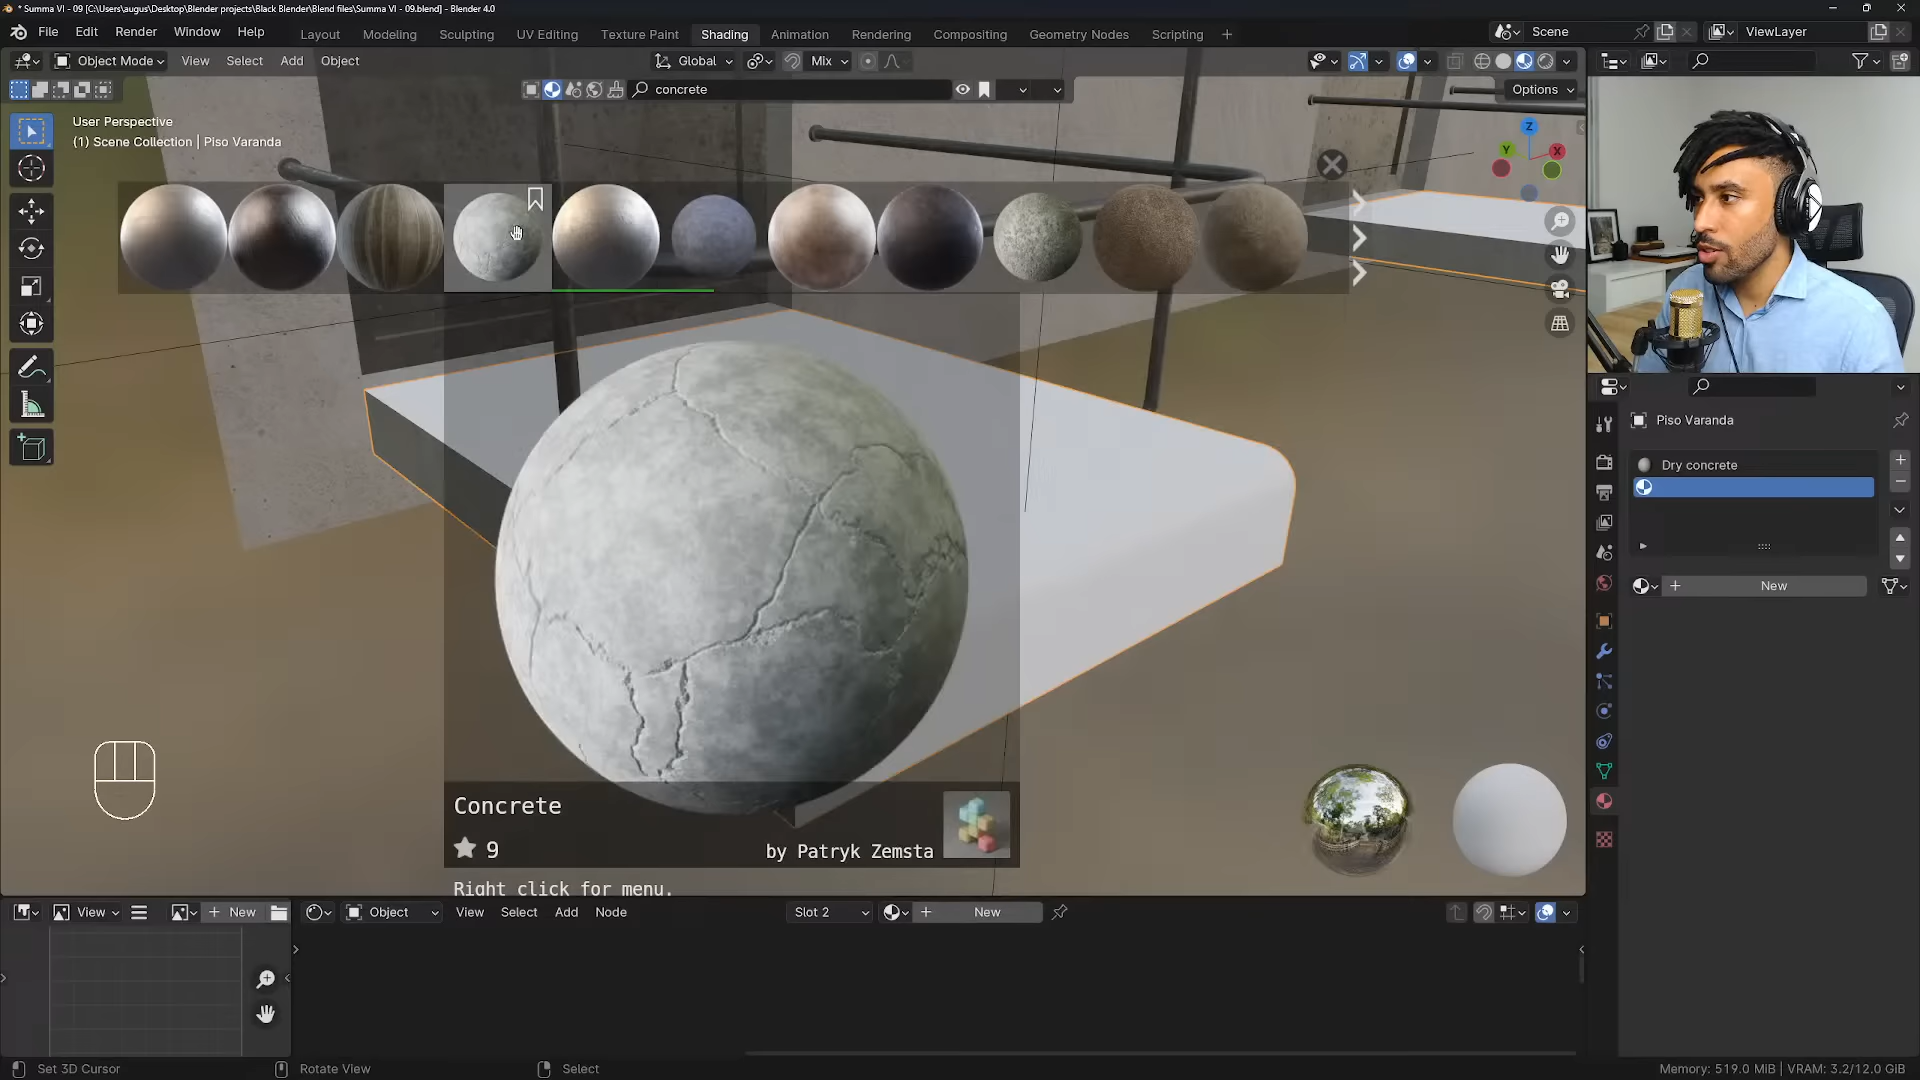 * Summa VI - 09 [C:\Users\augus\Desktop\Blender projects\Black Blender\Blend files\Summa VI - 09.blend] - Blender 4.0
File Edit Render Window Help Layout Modeling Sculpting UV Editing Texture Paint Shading Animation Rendering Compositing Geometry Nodes Scripting + Scene ViewLayer
Object Mode View Select Add Object Global Mix
concrete Options
User Perspective
(1) Scene Collection | Piso Varanda
Z
Y X
Piso Varanda
Dry concrete
New
Concrete
9 by Patryk Zemsta
Right click for menu.
View New Object View Select Add Node Slot 2 New
Set 3D Cursor Rotate View Select Memory: 519.0 MiB | VRAM: 3.2/12.0 GiB